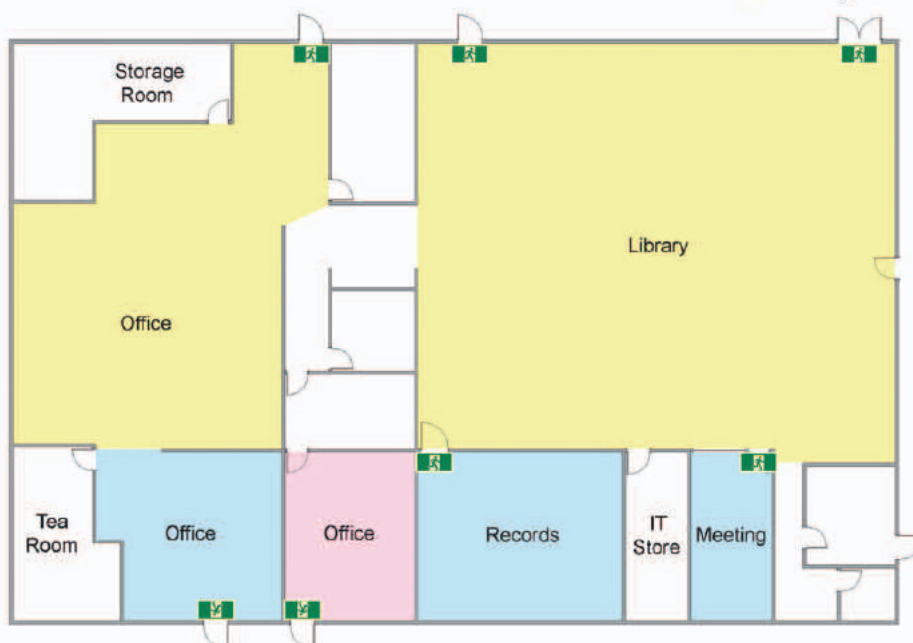 Storage
Room
Library
Office
Tea
Room
Office
Office
Records
IT
Store
Meeting